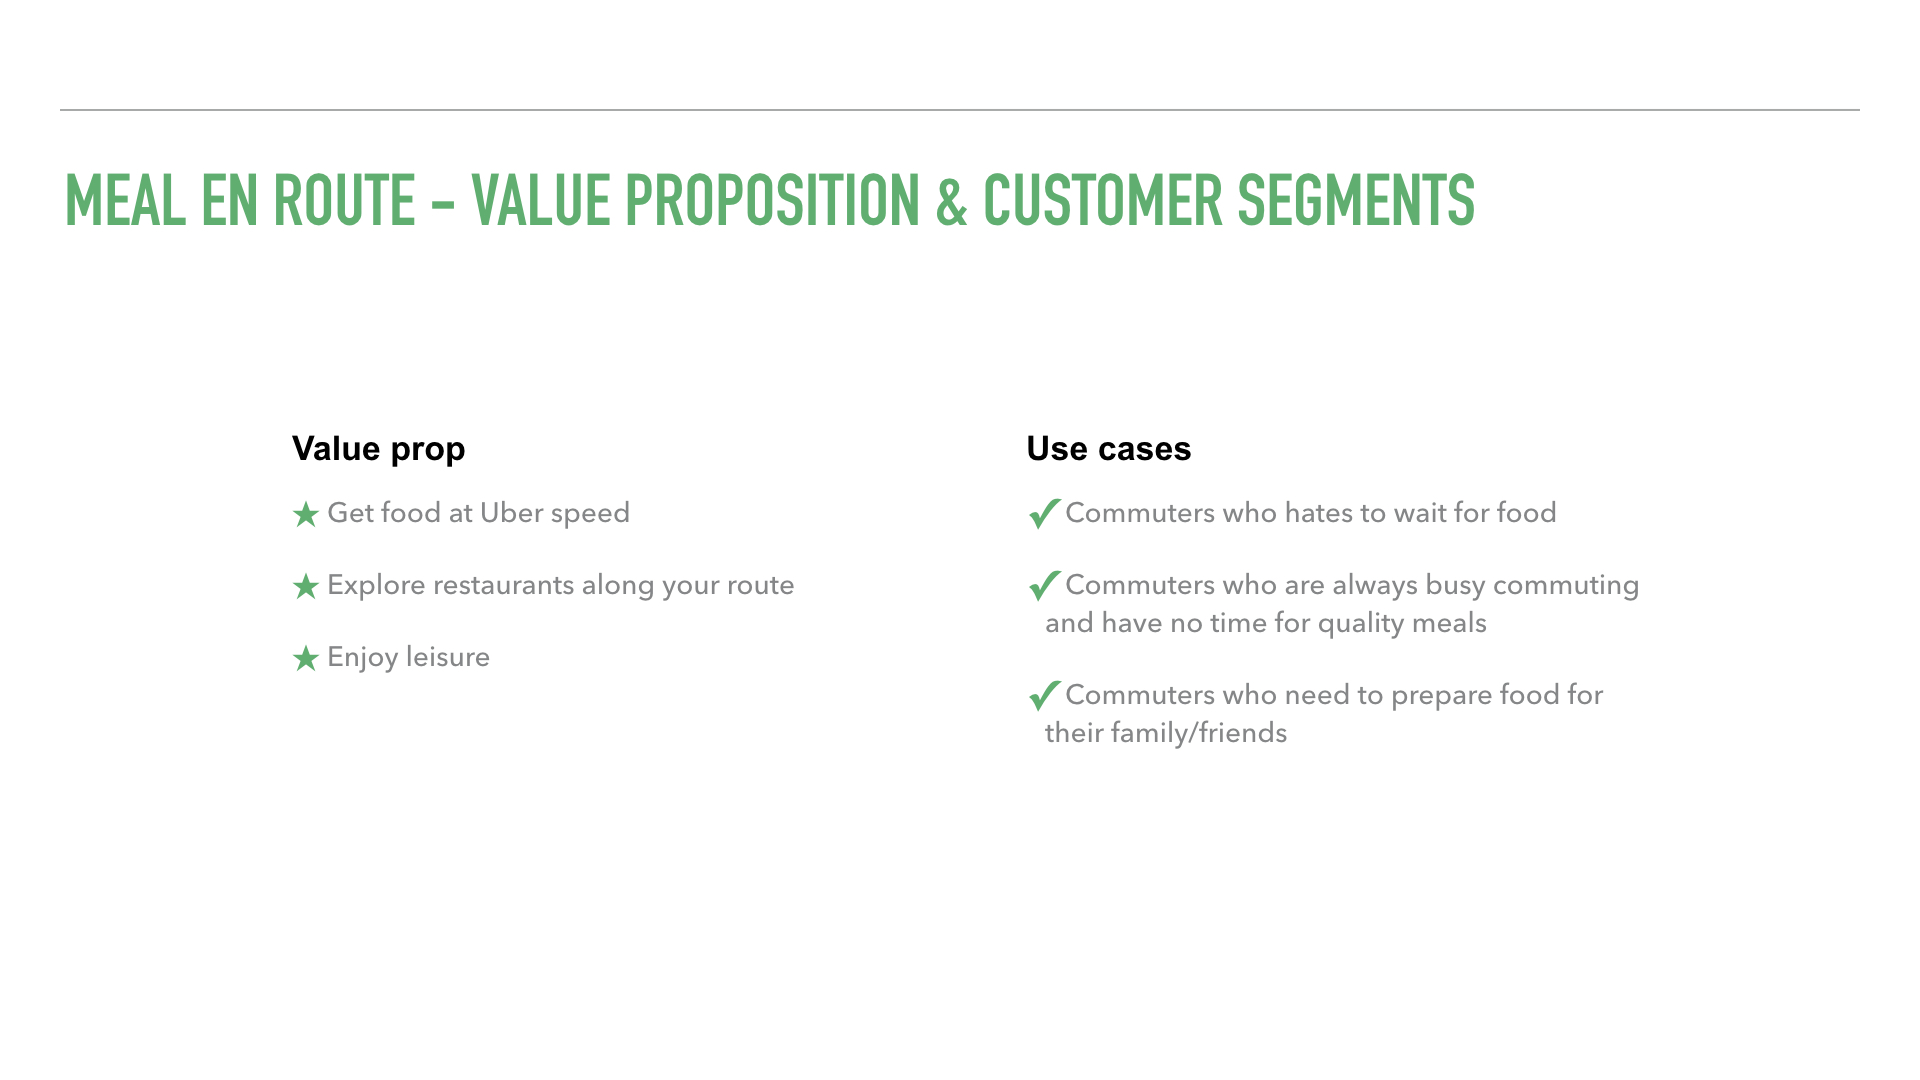 MEAL EN ROUTE – VALUE PROPOSITION & CUSTOMER SEGMENTS
Value prop
★ Get food at Uber speed
★ Explore restaurants along your route
★ Enjoy leisure
Use cases
✓ Commuters who hates to wait for food
✓ Commuters who are always busy commuting
and have no time for quality meals
✓ Commuters who need to prepare food for
their family/friends